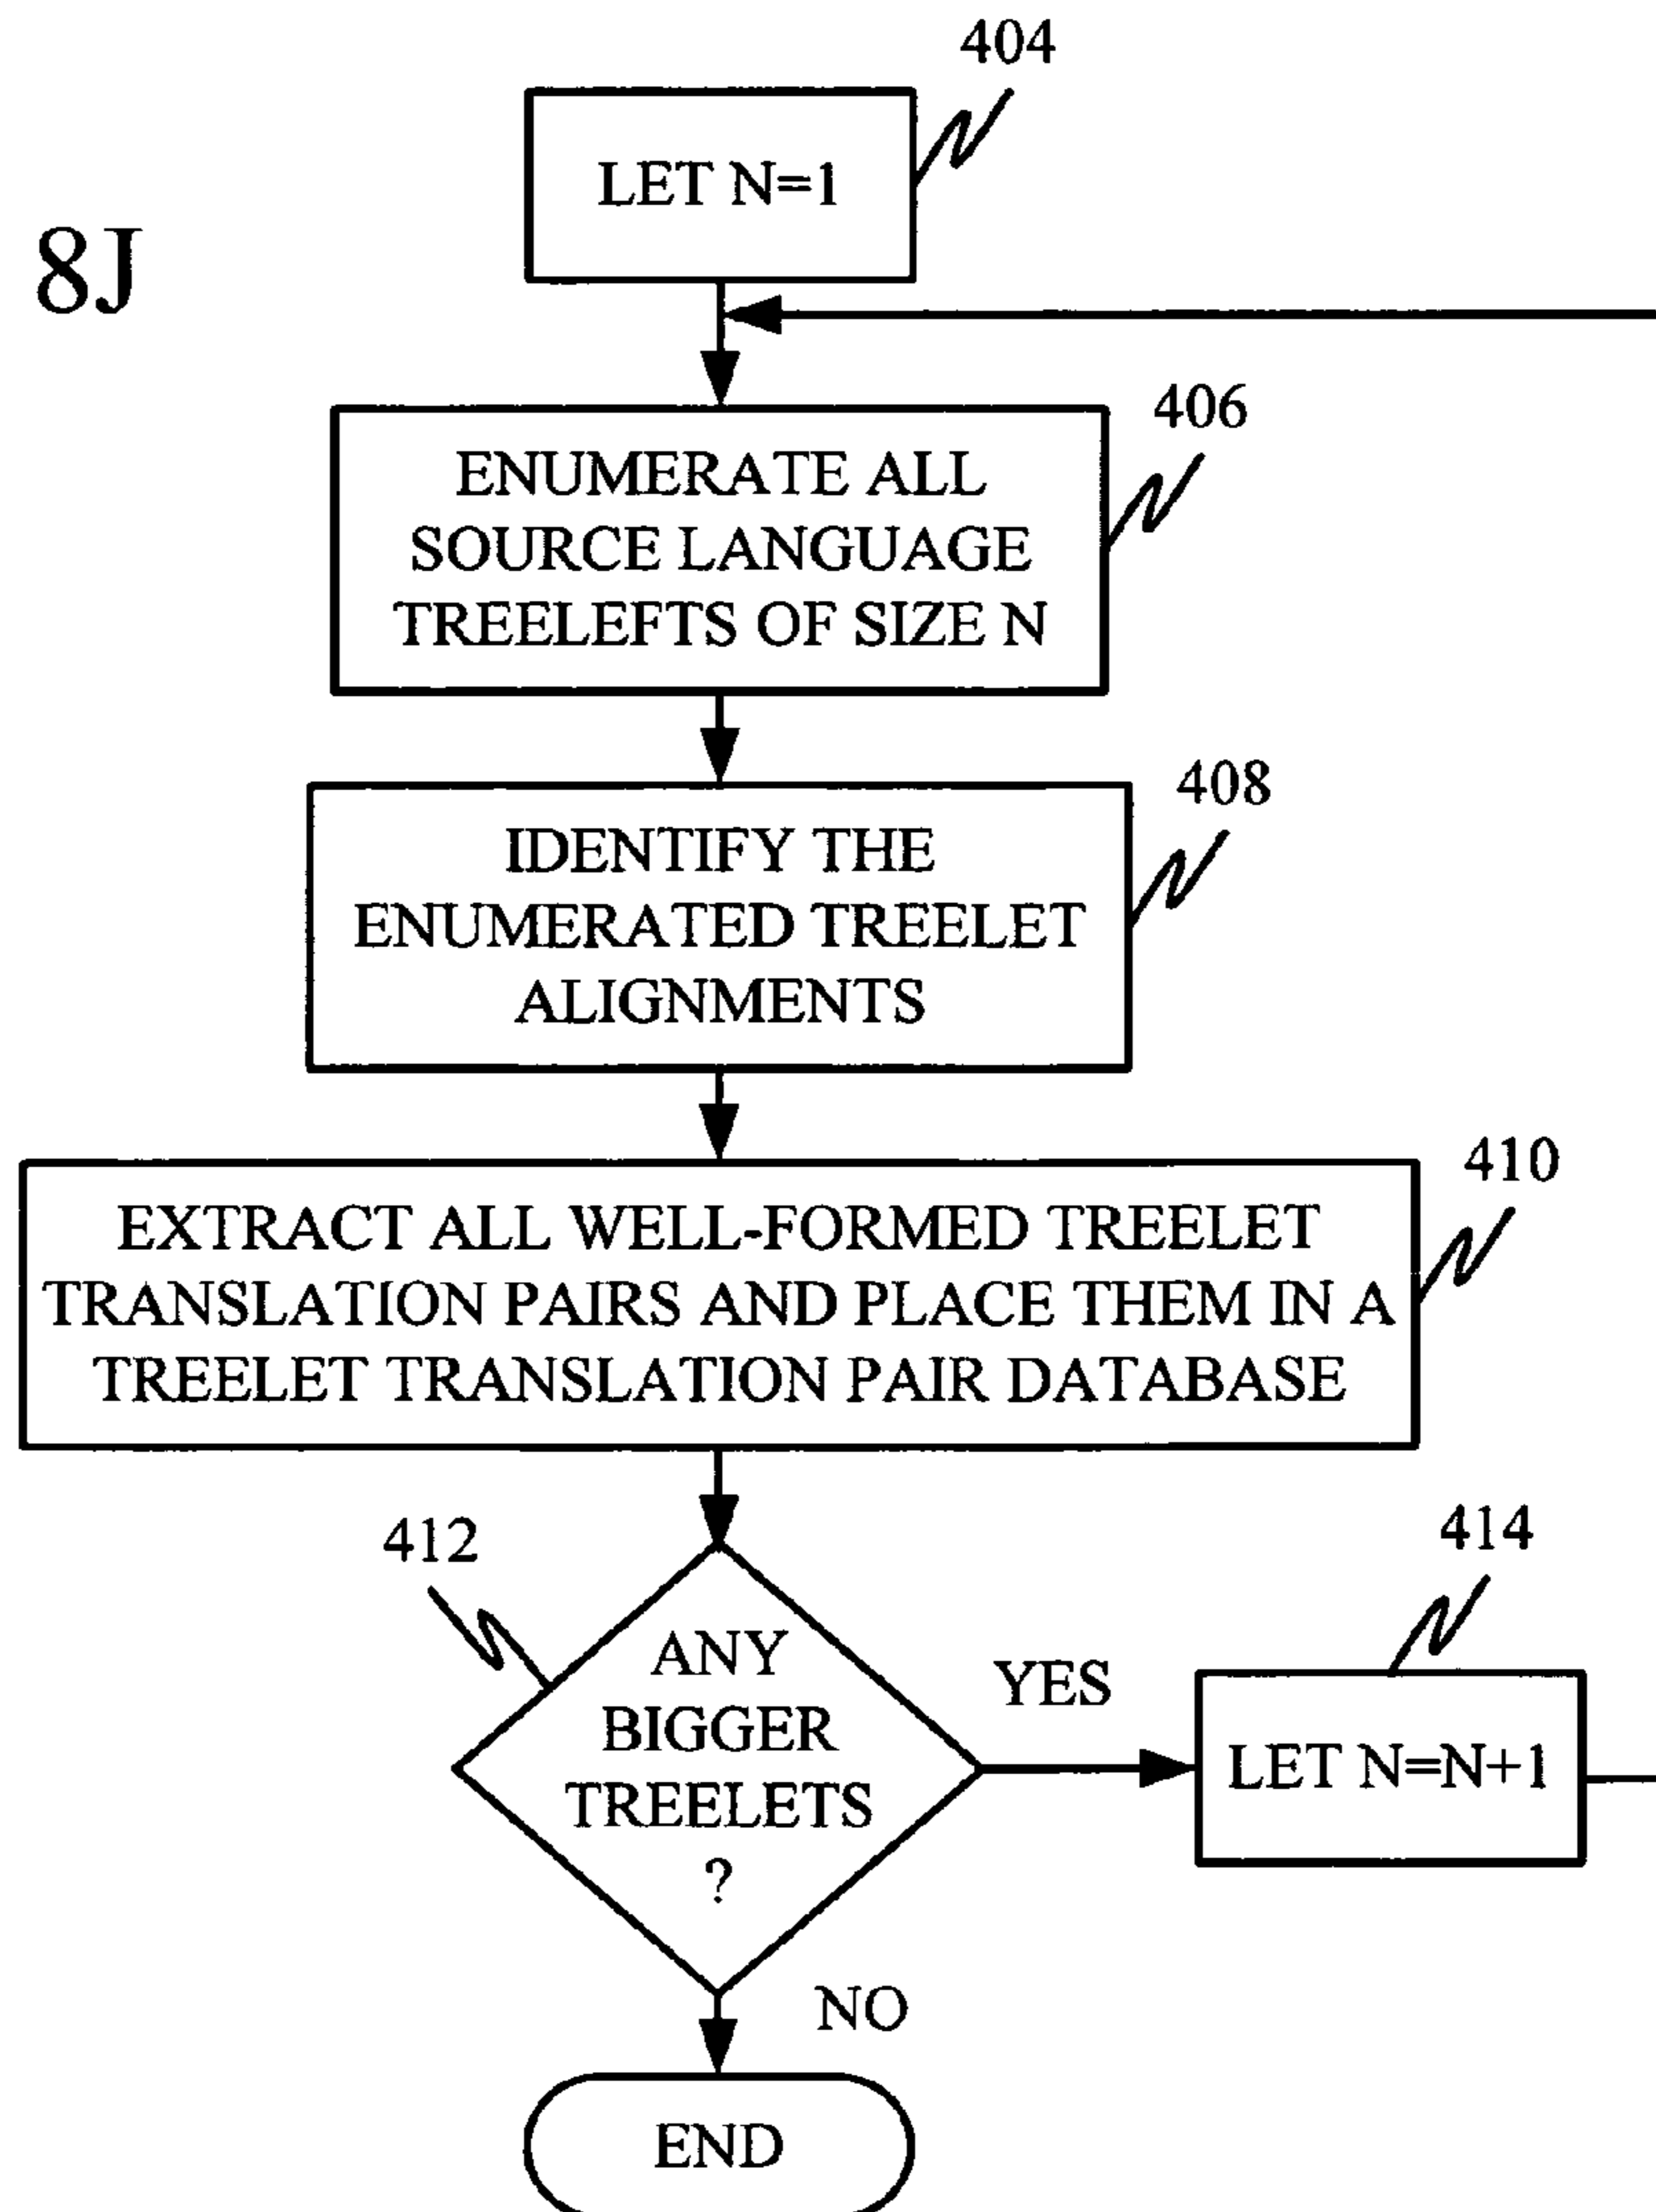 404
LET N=1
8J
406
ENUMERATE ALL
SOURCE LANGUAGE
TREELEFTS OF SIZE N
408
IDENTIFY THE
ENUMERATED TREELET
ALIGNMENTS
410
EXTRACT ALL WELL-FORMED TREELET
TRANSLATION PAIRS AND PLACE THEM IN A
TREELET TRANSLATION PAIR DATABASE
412
414
ANY
BIGGER
TREELETS
?
YES
LET N=N+1
NO
END